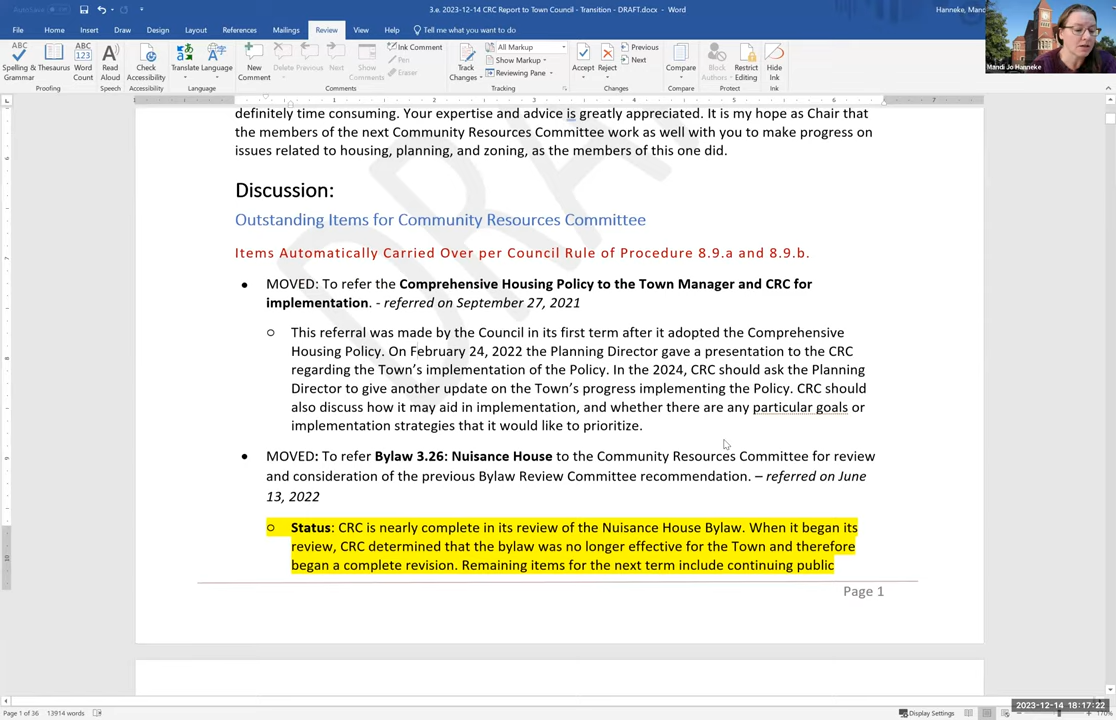 3.e. 2023-12-14 CRC Report to Town Council - Transition - DRAFT.docx - Word
Hanneke, Mand
File Home Insert Draw Design Layout References Mailings Review View Help Tell me what you want to do
Spelling & Grammar
Thesaurus
Word Count
Read Aloud
Check Accessibility
Translate
Language
New Comment
Delete
Previous
Next
Show Comments
Ink Comment
Pen
Eraser
Track Changes
All Markup
Show Markup
Reviewing Pane
Accept
Reject
Previous
Next
Compare
Block Authors
Restrict Editing
Hide Ink
Proofing Speech Accessibility Language Comments Tracking Changes Compare Protect Ink
Mandi Jo Hanneke
definitely time consuming. Your expertise and advice is greatly appreciated. It is my hope as Chair that
the members of the next Community Resources Committee work as well with you to make progress on
issues related to housing, planning, and zoning, as the members of this one did.
Discussion:
Outstanding Items for Community Resources Committee
Items Automatically Carried Over per Council Rule of Procedure 8.9.a and 8.9.b.
• MOVED: To refer the Comprehensive Housing Policy to the Town Manager and CRC for
implementation. - referred on September 27, 2021
o This referral was made by the Council in its first term after it adopted the Comprehensive
Housing Policy. On February 24, 2022 the Planning Director gave a presentation to the CRC
regarding the Town's implementation of the Policy. In the 2024, CRC should ask the Planning
Director to give another update on the Town's progress implementing the Policy. CRC should
also discuss how it may aid in implementation, and whether there are any particular goals or
implementation strategies that it would like to prioritize.
• MOVED: To refer Bylaw 3.26: Nuisance House to the Community Resources Committee for review
and consideration of the previous Bylaw Review Committee recommendation. – referred on June
13, 2022
o Status: CRC is nearly complete in its review of the Nuisance House Bylaw. When it began its
review, CRC determined that the bylaw was no longer effective for the Town and therefore
began a complete revision. Remaining items for the next term include continuing public
Page 1
DRAFT
Page 1 of 36 13914 words
Display Settings
2023-12-14 18:17:22